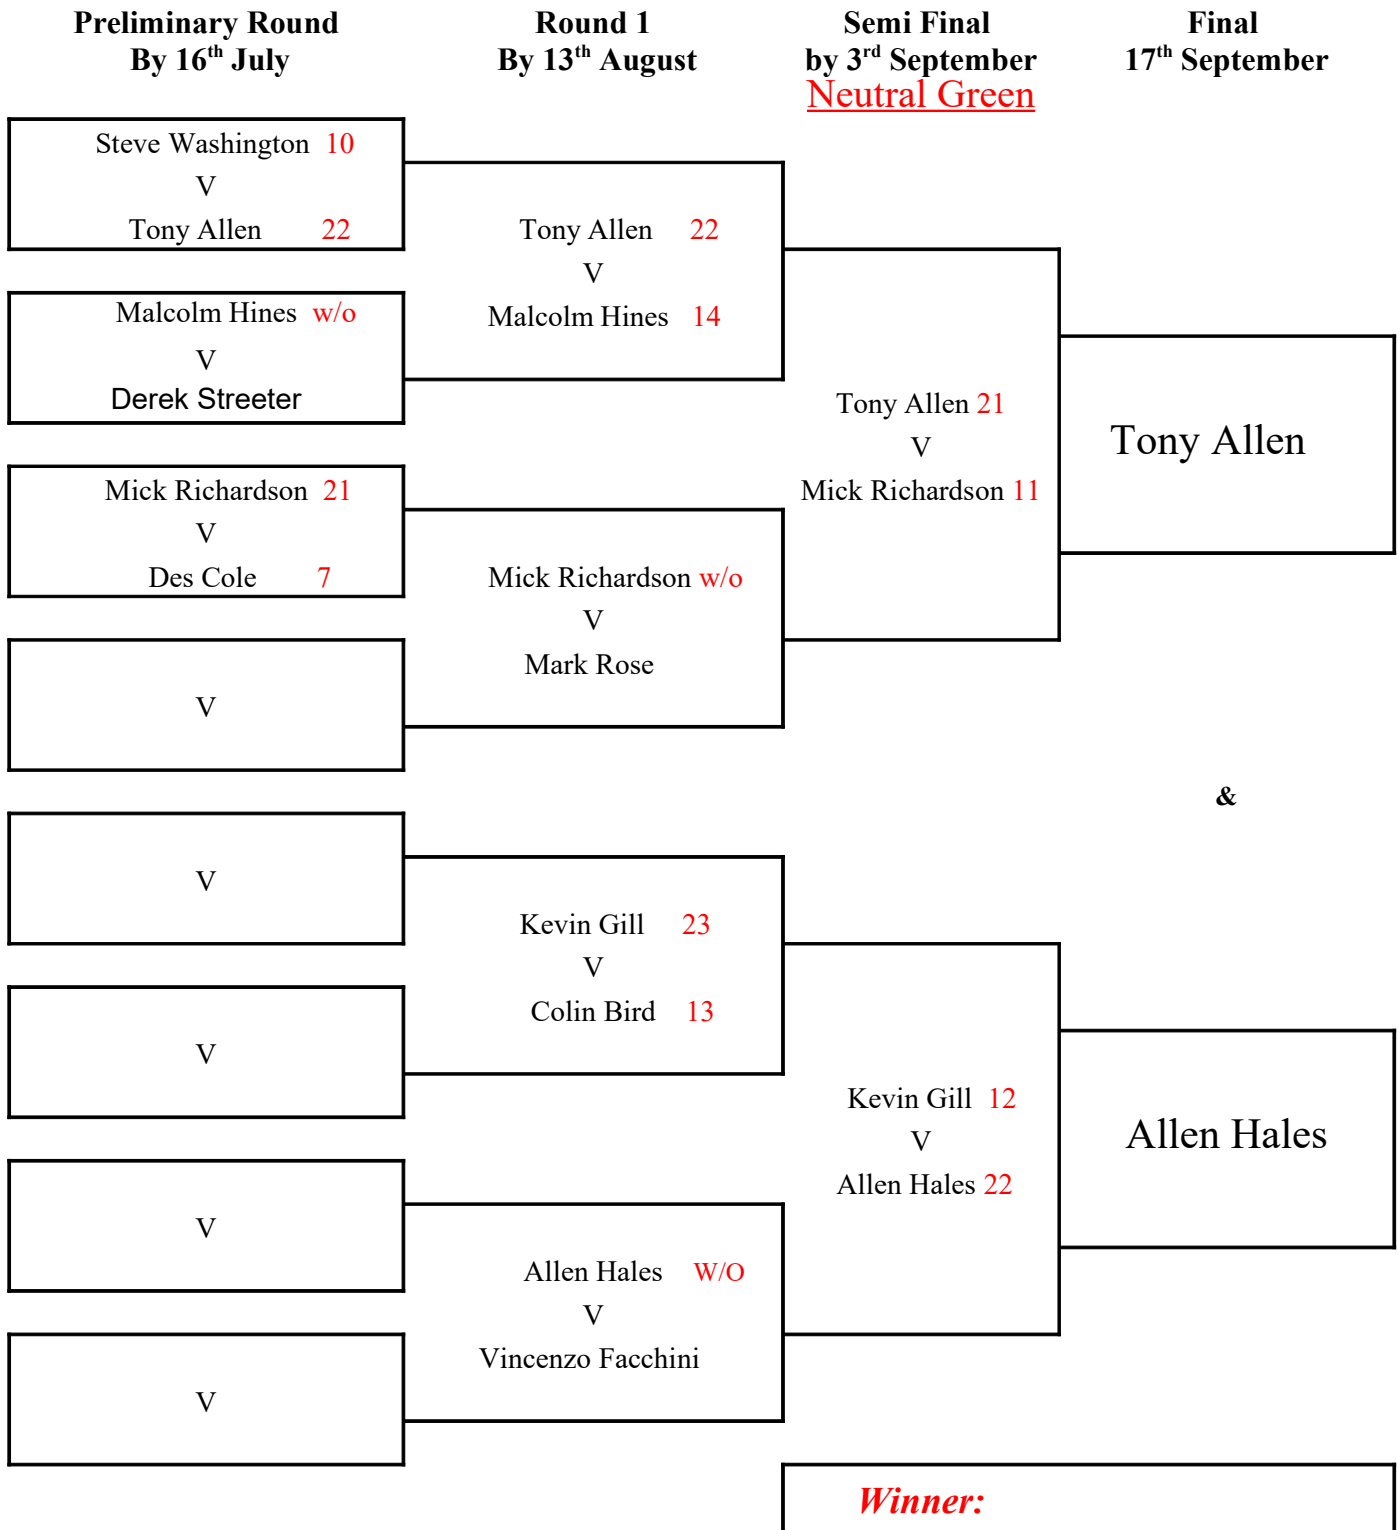 Preliminary Round
By 16th July
Round 1
By 13th August
Semi Final
by 3rd September
Neutral Green
Final
17th September
Steve Washington 10
V
Tony Allen 22
Malcolm Hines w/o
V
Derek Streeter
Mick Richardson 21
V
Des Cole 7
V
V
V
V
V
Tony Allen 22
V
Malcolm Hines 14
Mick Richardson w/o
V
Mark Rose
Kevin Gill 23
V
Colin Bird 13
Allen Hales W/O
V
Vincenzo Facchini
Tony Allen 21
V
Mick Richardson 11
Kevin Gill 12
V
Allen Hales 22
Tony Allen
&
Allen Hales
Winner: